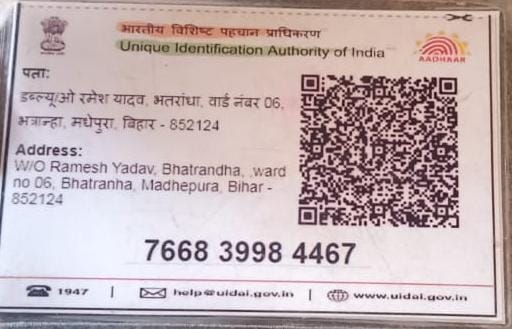 भारतीय विशिष्ट पहचान प्राधिकरण
Unique Identification Authority of India
AADHAAR
पता:
डब्ल्यू/ओ रमेश यादव, भतरांधा, वार्ड नंबर 06,
भत्रान्हा, मधेपुरा, बिहार - 852124
Address:
W/O Ramesh Yadav, Bhatrandha, ,ward
no 06, Bhatranha, Madhepura, Bihar -
852124
7668 3998 4467
1947 | help@uidai.gov.in | www.uidai.gov.in